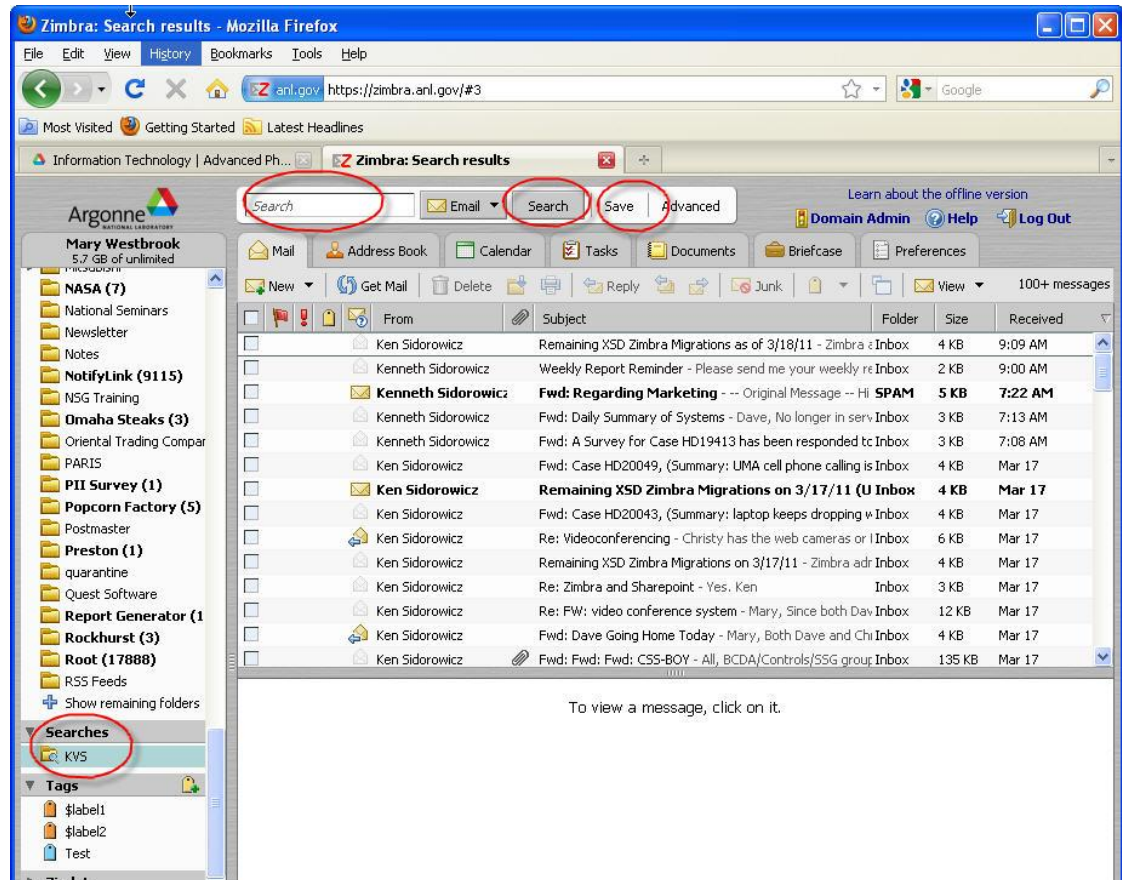 Zimbra: Search results - Mozilla Firefox
File Edit View History Bookmarks Tools Help
Z anl.gov https://zimbra.anl.gov/#3 Google
Most Visited Getting Started Latest Headlines
Information Technology | Advanced Ph... Z Zimbra: Search results
Learn about the offline version
Argonne NATIONAL LABORATORY
Search Email Search Save Advanced Domain Admin Help Log Out
Mary Westbrook
5.7 GB of unlimited
Mail Address Book Calendar Tasks Documents Briefcase Preferences
New Get Mail Delete Reply Junk View 100+ messages
From Subject Folder Size Received
Ken Sidorowicz Remaining XSD Zimbra Migrations as of 3/18/11 - Zimbra Inbox 4 KB 9:09 AM
Kenneth Sidorowicz Weekly Report Reminder - Please send me your weekly Inbox 2 KB 9:00 AM
Kenneth Sidorowicz Fwd: Regarding Marketing - -- Original Message -- Hi SPAM 5 KB 7:22 AM
Kenneth Sidorowicz Fwd: Daily Summary of Systems - Dave, No longer in serv Inbox 3 KB 7:13 AM
Kenneth Sidorowicz Fwd: A Survey for Case HD19413 has been responded Inbox 3 KB 7:08 AM
Ken Sidorowicz Fwd: Case HD20049, (Summary: UMA cell phone calling is Inbox 4 KB Mar 17
Ken Sidorowicz Remaining XSD Zimbra Migrations on 3/17/11 (U Inbox 4 KB Mar 17
Ken Sidorowicz Fwd: Case HD20043, (Summary: laptop keeps dropping Inbox 4 KB Mar 17
Ken Sidorowicz Re: Videoconferencing - Christy has the web cameras or Inbox 6 KB Mar 17
Ken Sidorowicz Remaining XSD Zimbra Migrations on 3/17/11 - Zimbra adr Inbox 4 KB Mar 17
Ken Sidorowicz Re: Zimbra and Sharepoint - Yes. Ken Inbox 3 KB Mar 17
Ken Sidorowicz Re: FW: video conference system - Mary, Since both Dav Inbox 12 KB Mar 17
Ken Sidorowicz Fwd: Dave Going Home Today - Mary, Both Dave and Inbox 4 KB Mar 17
Ken Sidorowicz Fwd: Fwd: Fwd: CSS-BOY - All, BCDA/Controls/SSG group Inbox 135 KB Mar 17
To view a message, click on it.
NASA (7)
National Seminars
Newsletter
Notes
NotifyLink (9115)
NSG Training
Omaha Steaks (3)
Oriental Trading Compar
PARIS
PII Survey (1)
Popcorn Factory (5)
Postmaster
Preston (1)
quarantine
Quest Software
Report Generator (1
Rockhurst (3)
Root (17888)
RSS Feeds
Show remaining folders
Searches
KVS
Tags
$label1
$label2
Test